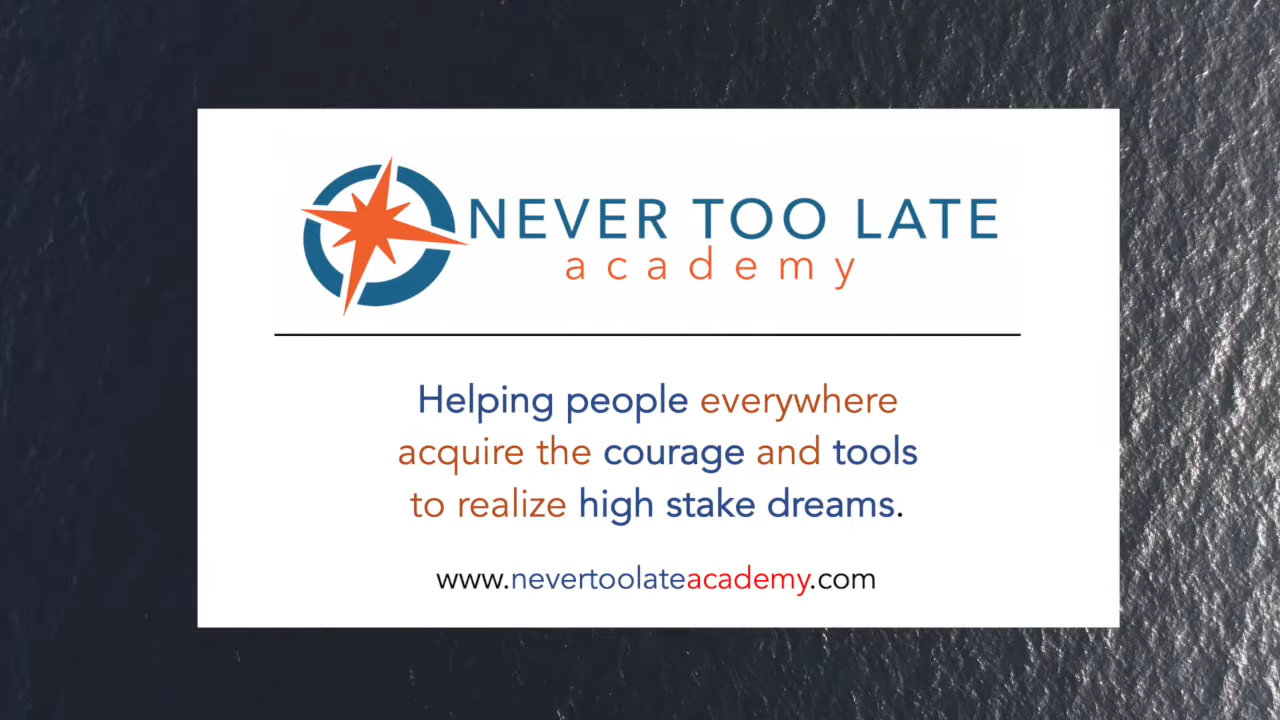 NEVER TOO LATE
academy
Helping people everywhere
acquire the courage and tools
to realize high stake dreams.
www.nevertoolateacademy.com